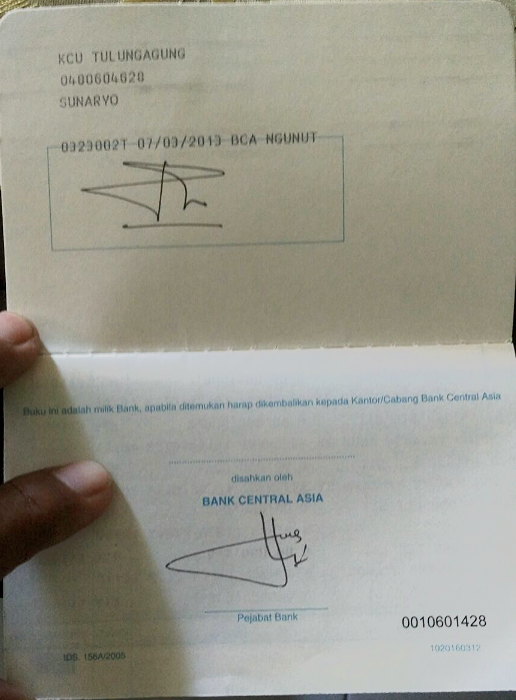 KCU TULUNGAGUNG
0480604628
SUNARYO
0323002T 07/03/2013 BCA NGUNUT
Buku ini adalah milik Bank, apabila ditemukan harap dikembalikan kepada Kantor/Cabang Bank Central Asia
disahkan oleh
BANK CENTRAL ASIA
Pejabat Bank
0010601428
1020160312
IDS. 156A/2005